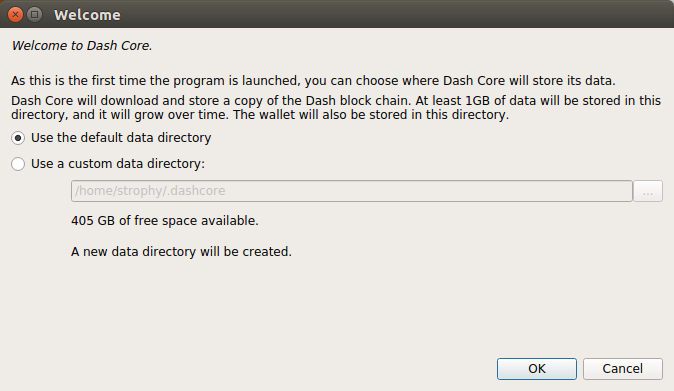 Welcome
Welcome to Dash Core.
As this is the first time the program is launched, you can choose where Dash Core will store its data.
Dash Core will download and store a copy of the Dash block chain. At least 1GB of data will be stored in this
directory, and it will grow over time. The wallet will also be stored in this directory.
Use the default data directory
Use a custom data directory:
/home/strophy/.dashcore
...
405 GB of free space available.
A new data directory will be created.
OK
Cancel